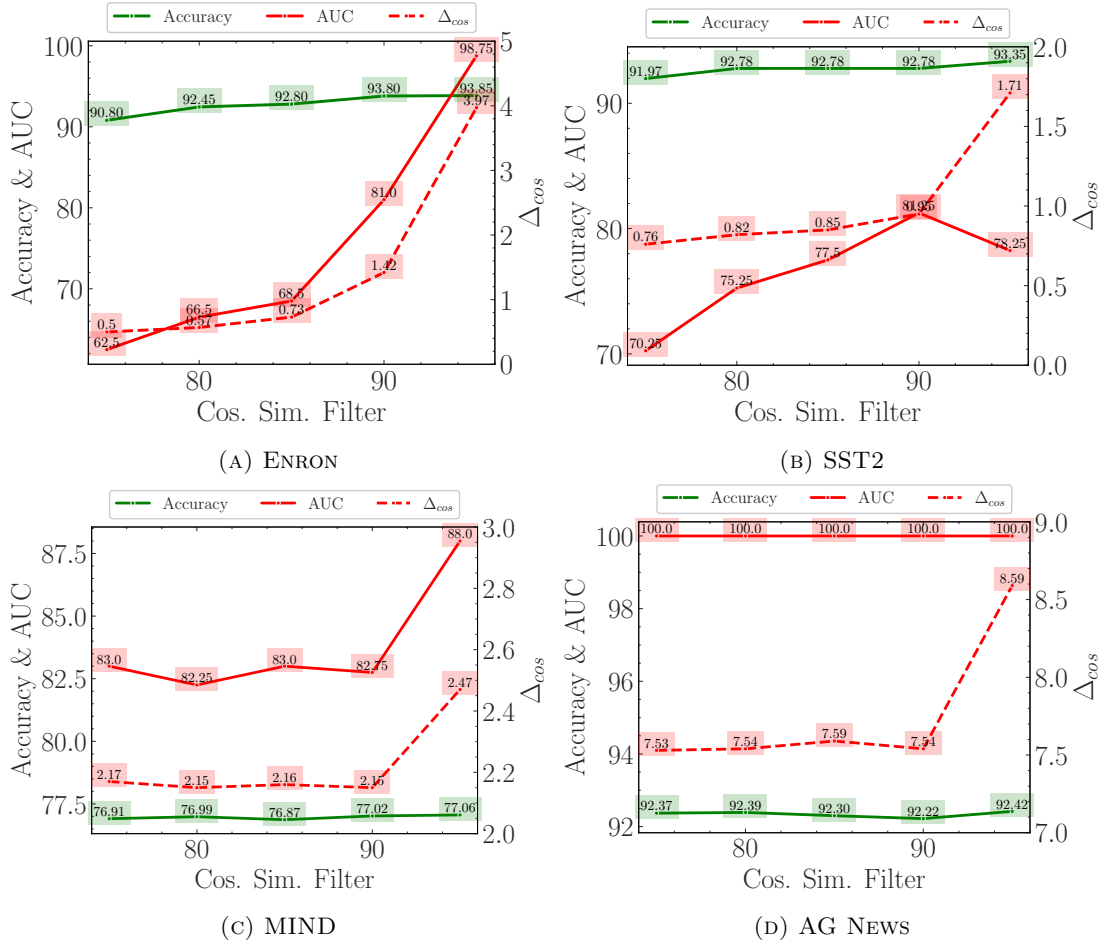 Accuracy AUC Δcos
Accuracy AUC Δcos
100
90
80
70
Accuracy & AUC
90.80 92.45 92.80 93.80 93.85
62.5 66.5 68.5 81.0 98.75
0.5 0.57 0.73 1.42 3.97
5
4
3
2
1
0
Δcos
80 90
Cos. Sim. Filter
(A) ENRON
90
80
70
Accuracy & AUC
91.97 92.78 92.78 92.78 93.35
70.25 75.25 77.5 81.25 78.25
0.76 0.82 0.85 0.95 1.71
2.0
1.5
1.0
0.5
0.0
Δcos
80 90
Cos. Sim. Filter
(B) SST2
Accuracy AUC Δcos
Accuracy AUC Δcos
87.5
85.0
82.5
80.0
77.5
Accuracy & AUC
83.0 82.25 83.0 82.75 88.0
2.17 2.15 2.16 2.15 2.47
76.91 76.99 76.87 77.02 77.06
3.0
2.8
2.6
2.4
2.2
2.0
Δcos
80 90
Cos. Sim. Filter
(C) MIND
100
98
96
94
92
Accuracy & AUC
100.0 100.0 100.0 100.0 100.0
7.53 7.54 7.59 7.54 8.59
92.37 92.39 92.30 92.22 92.42
9.0
8.5
8.0
7.5
7.0
Δcos
80 90
Cos. Sim. Filter
(D) AG NEWS